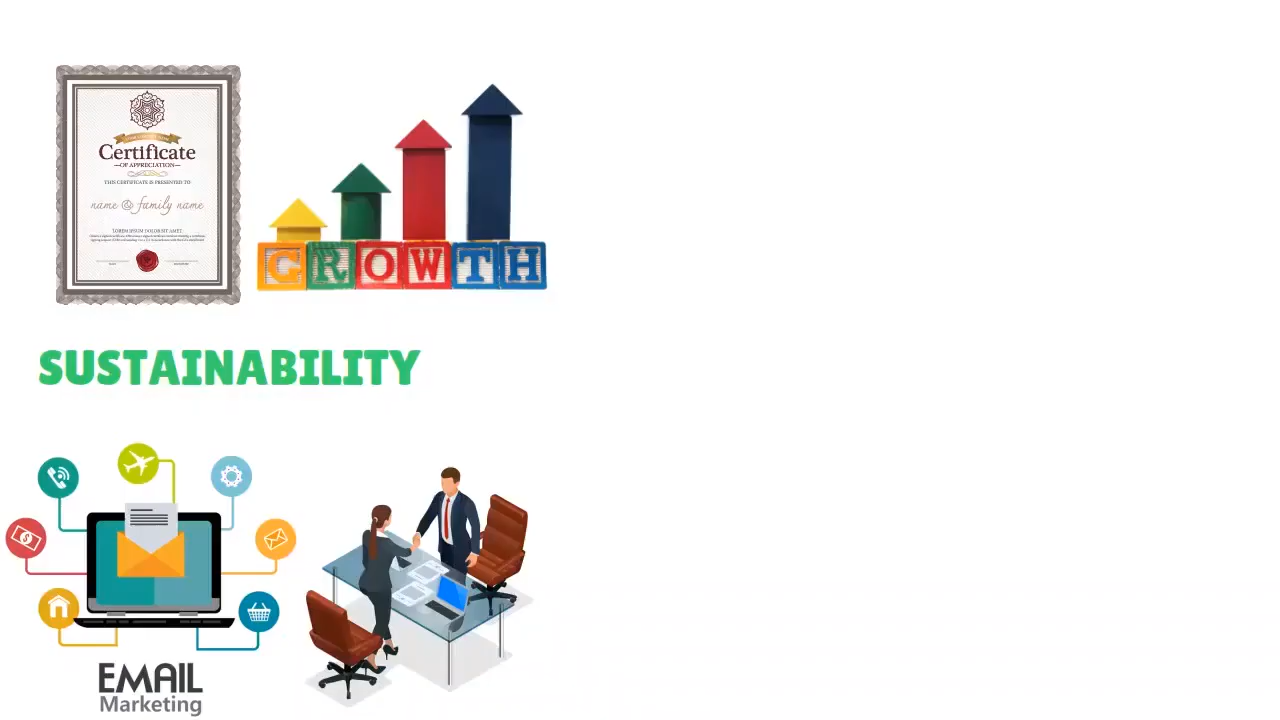 Certificate
OF APPRECIATION
THIS CERTIFICATE IS PRESENTED TO
name & family name
LOREM IPSUM DOLOR SIT AMET
GROWTH
SUSTAINABILITY
EMAIL
Marketing